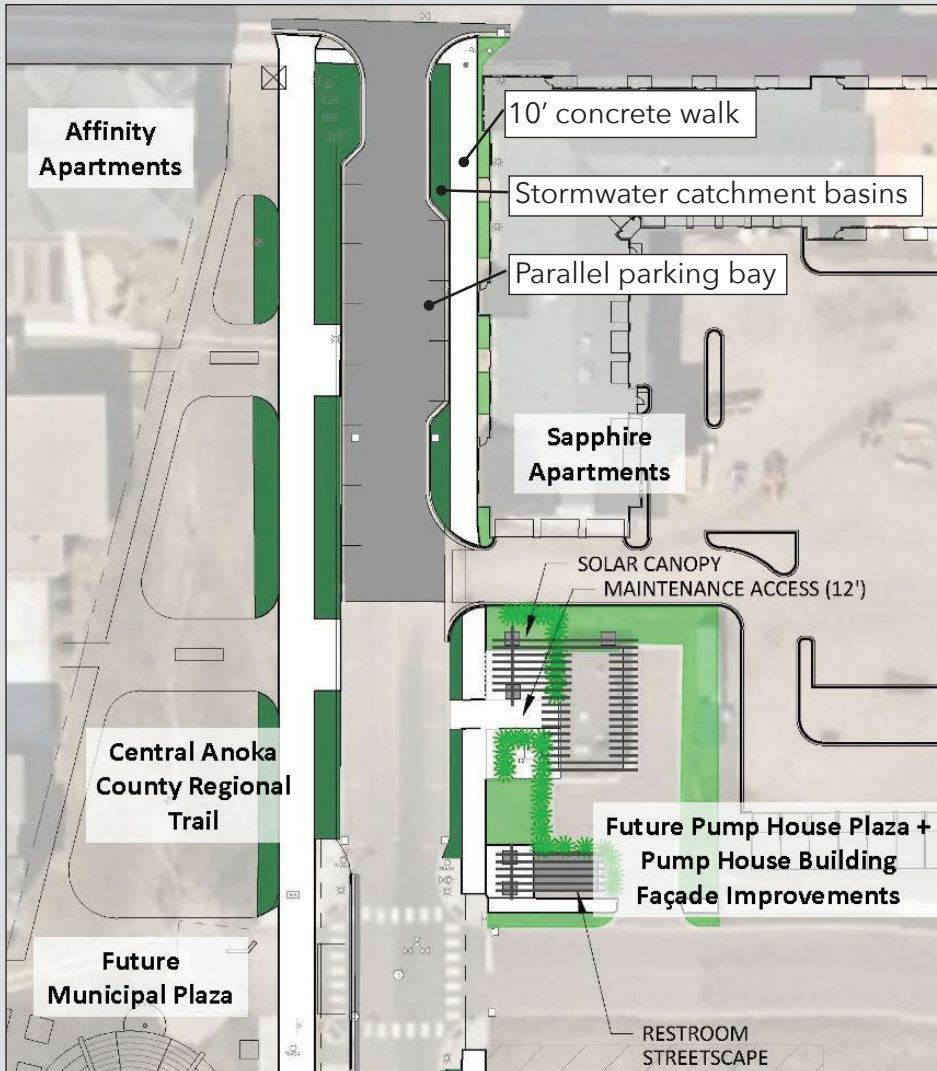 Affinity
Apartments
10’ concrete walk
Stormwater catchment basins
Parallel parking bay
Sapphire
Apartments
SOLAR CANOPY
MAINTENANCE ACCESS (12')
Central Anoka
County Regional
Trail
Future Pump House Plaza +
Pump House Building
Façade Improvements
Future
Municipal Plaza
RESTROOM
STREETSCAPE